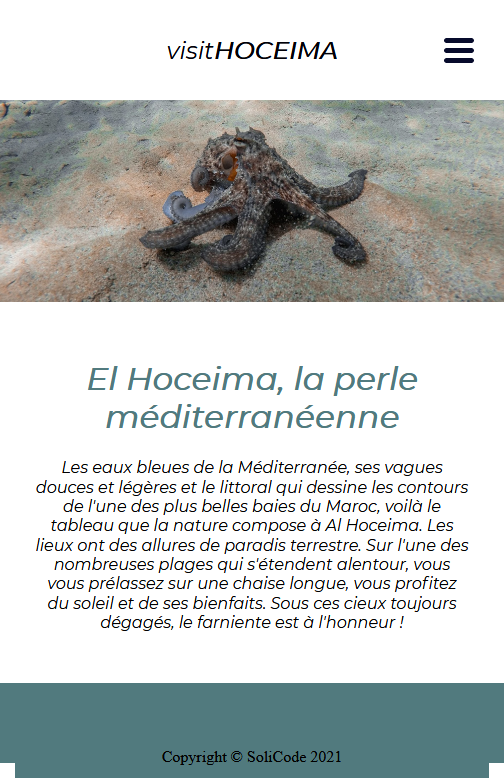 visitHOCEIMA
El Hoceima, la perle
méditerranéenne
Les eaux bleues de la Méditerranée, ses vagues
douces et légères et le littoral qui dessine les contours
de l'une des plus belles baies du Maroc, voilà le
tableau que la nature compose à Al Hoceima. Les
lieux ont des allures de paradis terrestre. Sur l'une des
nombreuses plages qui s'étendent alentour, vous
vous prélassez sur une chaise longue, vous profitez
du soleil et de ses bienfaits. Sous ces cieux toujours
dégagés, le farniente est à l'honneur !
Copyright © SoliCode 2021